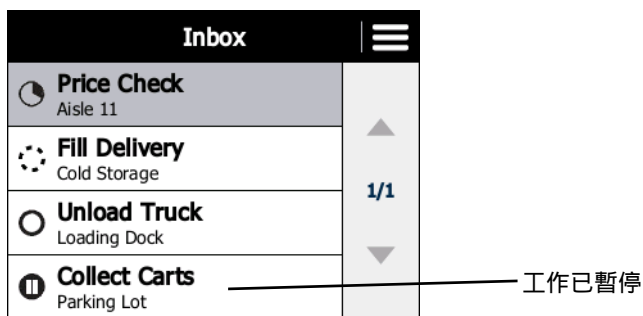 Inbox
Price Check
Aisle 11
Fill Delivery
Cold Storage
1/1
Unload Truck
Loading Dock
Collect Carts
Parking Lot
工作已暫停